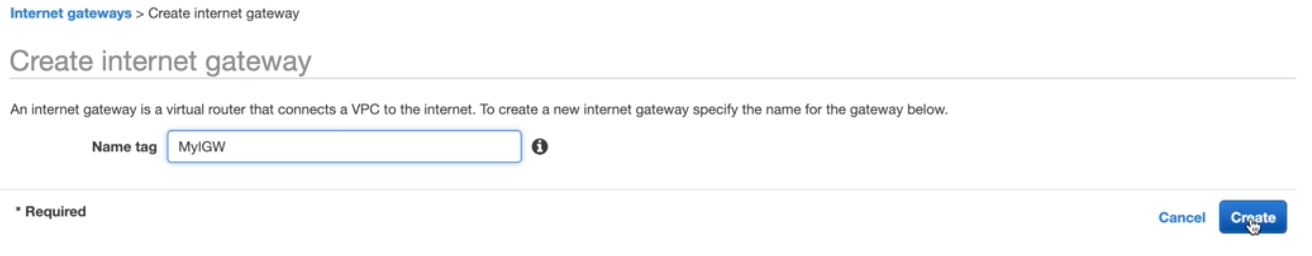 Internet gateways > Create internet gateway
Create internet gateway
An internet gateway is a virtual router that connects a VPC to the internet. To create a new internet gateway specify the name for the gateway below.
Name tag MyIGW
* Required
Cancel Create